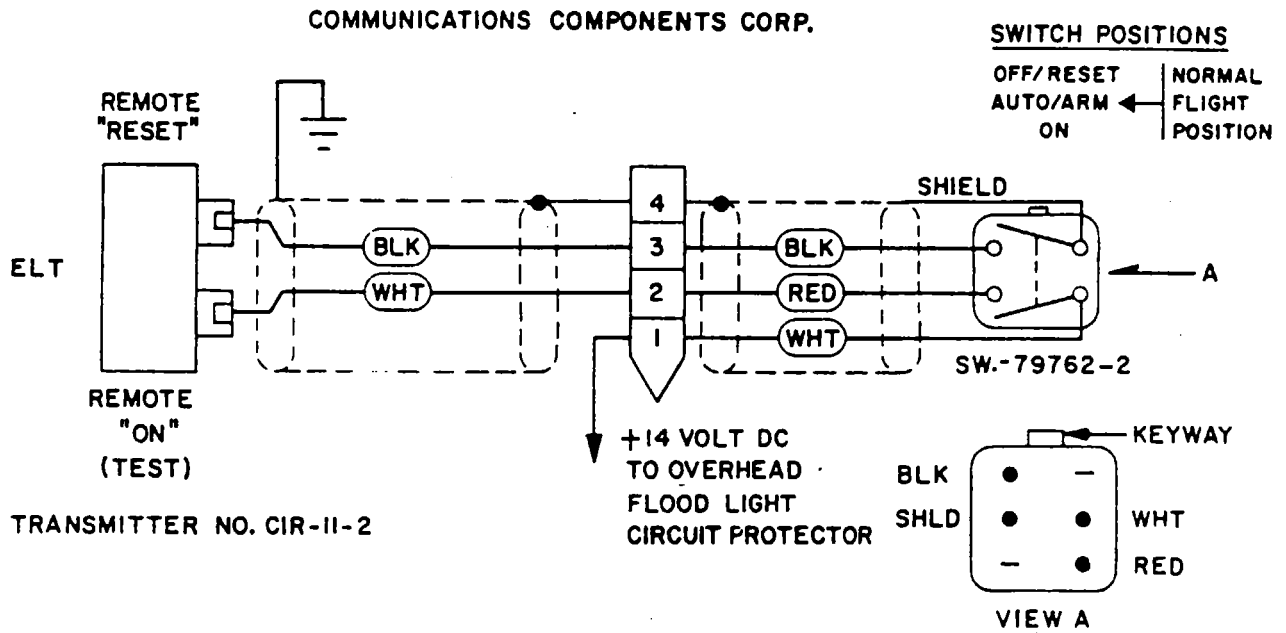 COMMUNICATIONS COMPONENTS CORP.
SWITCH POSITIONS
OFF/RESET
AUTO/ARM
ON
NORMAL
FLIGHT
POSITION
REMOTE
"RESET"
ELT
REMOTE
"ON"
(TEST)
TRANSMITTER NO. CIR-11-2
BLK
WHT
4
3
2
1
SHIELD
BLK
RED
WHT
A
SW.-79762-2
+14 VOLT DC
TO OVERHEAD
FLOOD LIGHT
CIRCUIT PROTECTOR
KEYWAY
BLK
SHLD
WHT
RED
VIEW A